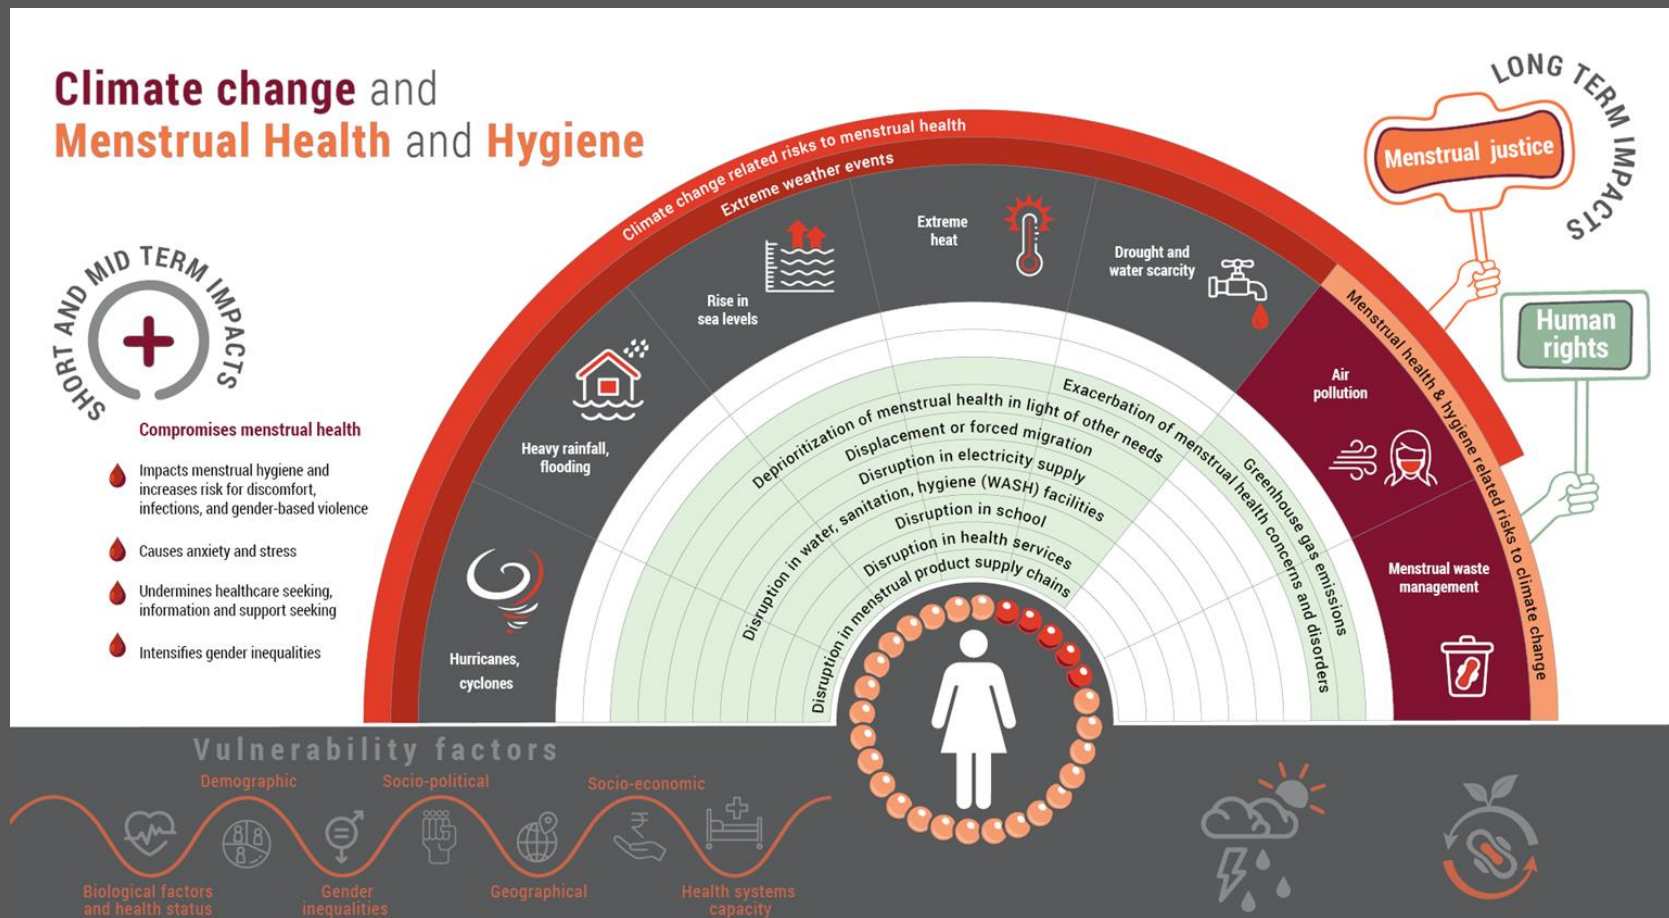 Climate change and
Menstrual Health and Hygiene
SHORT AND MID TERM IMPACTS
Compromises menstrual health
Impacts menstrual hygiene and
increases risk for discomfort,
infections, and gender-based violence
Causes anxiety and stress
Undermines healthcare seeking,
information and support seeking
Intensifies gender inequalities
Climate change related risks to menstrual health
Extreme weather events
Hurricanes,
cyclones
Heavy rainfall,
flooding
Rise in
sea levels
Extreme
heat
Drought and
water scarcity
Menstrual health & hygiene related risks to climate change
Air
pollution
Menstrual waste
management
Exacerbation of menstrual health concerns and disorders
Greenhouse gas emissions
Deprioritization of menstrual health in light of other needs
Displacement or forced migration
Disruption in electricity supply
Disruption in water, sanitation, hygiene (WASH) facilities
Disruption in school
Disruption in health services
Disruption in menstrual product supply chains
LONG TERM IMPACTS
Menstrual justice
Human
rights
Vulnerability factors
Demographic
Socio-political
Socio-economic
₹
Biological factors
and health status
Gender
inequalities
Geographical
Health systems
capacity